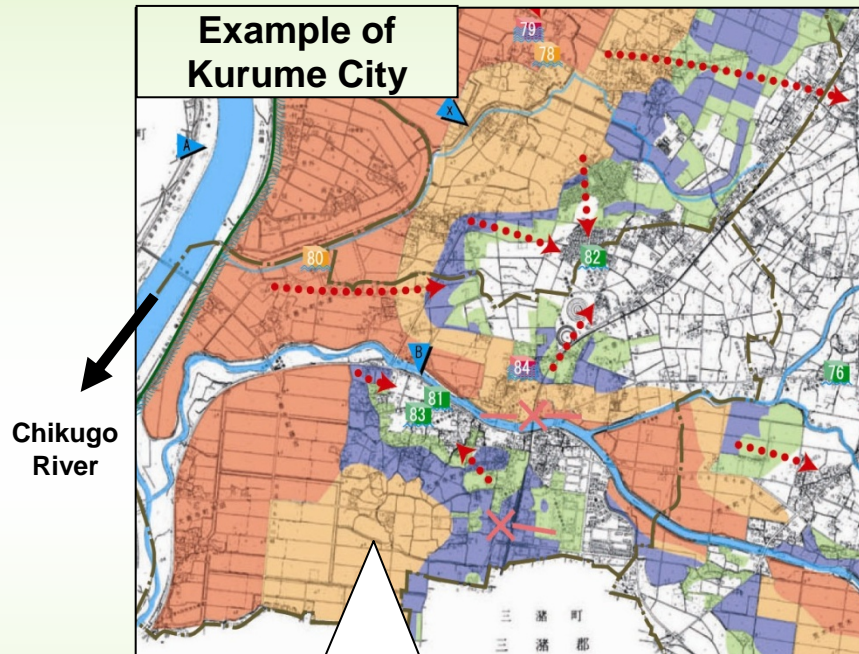 Example of
Kurume City
79
78
X
A
82
80
B
84
76
81
83
Chikugo
River
三 潴 町
三 潴 郡